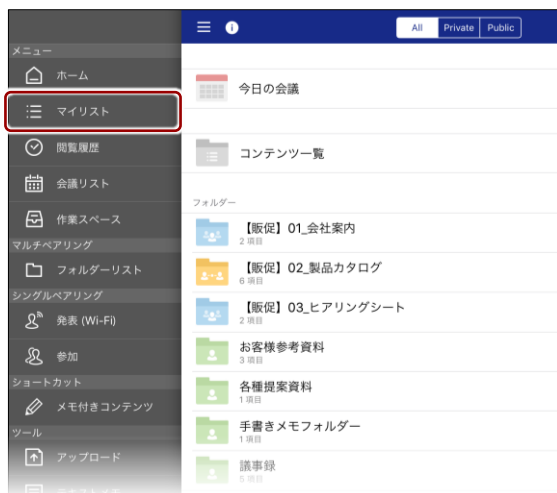 メニュー
ホーム
マイリスト
閲覧履歴
会議リスト
作業スペース
マルチペアリング
フォルダーリスト
シングルペアリング
発表 (Wi-Fi)
参加
ショートカット
メモ付きコンテンツ
ツール
アップロード
テキストメモ
All Private Public
今日の会議
コンテンツ一覧
フォルダー
【販促】01_会社案内
2 項目
【販促】02_製品カタログ
6 項目
【販促】03_ヒアリングシート
2 項目
お客様参考資料
3 項目
各種提案資料
1 項目
手書きメモフォルダー
1 項目
議事録
5 項目